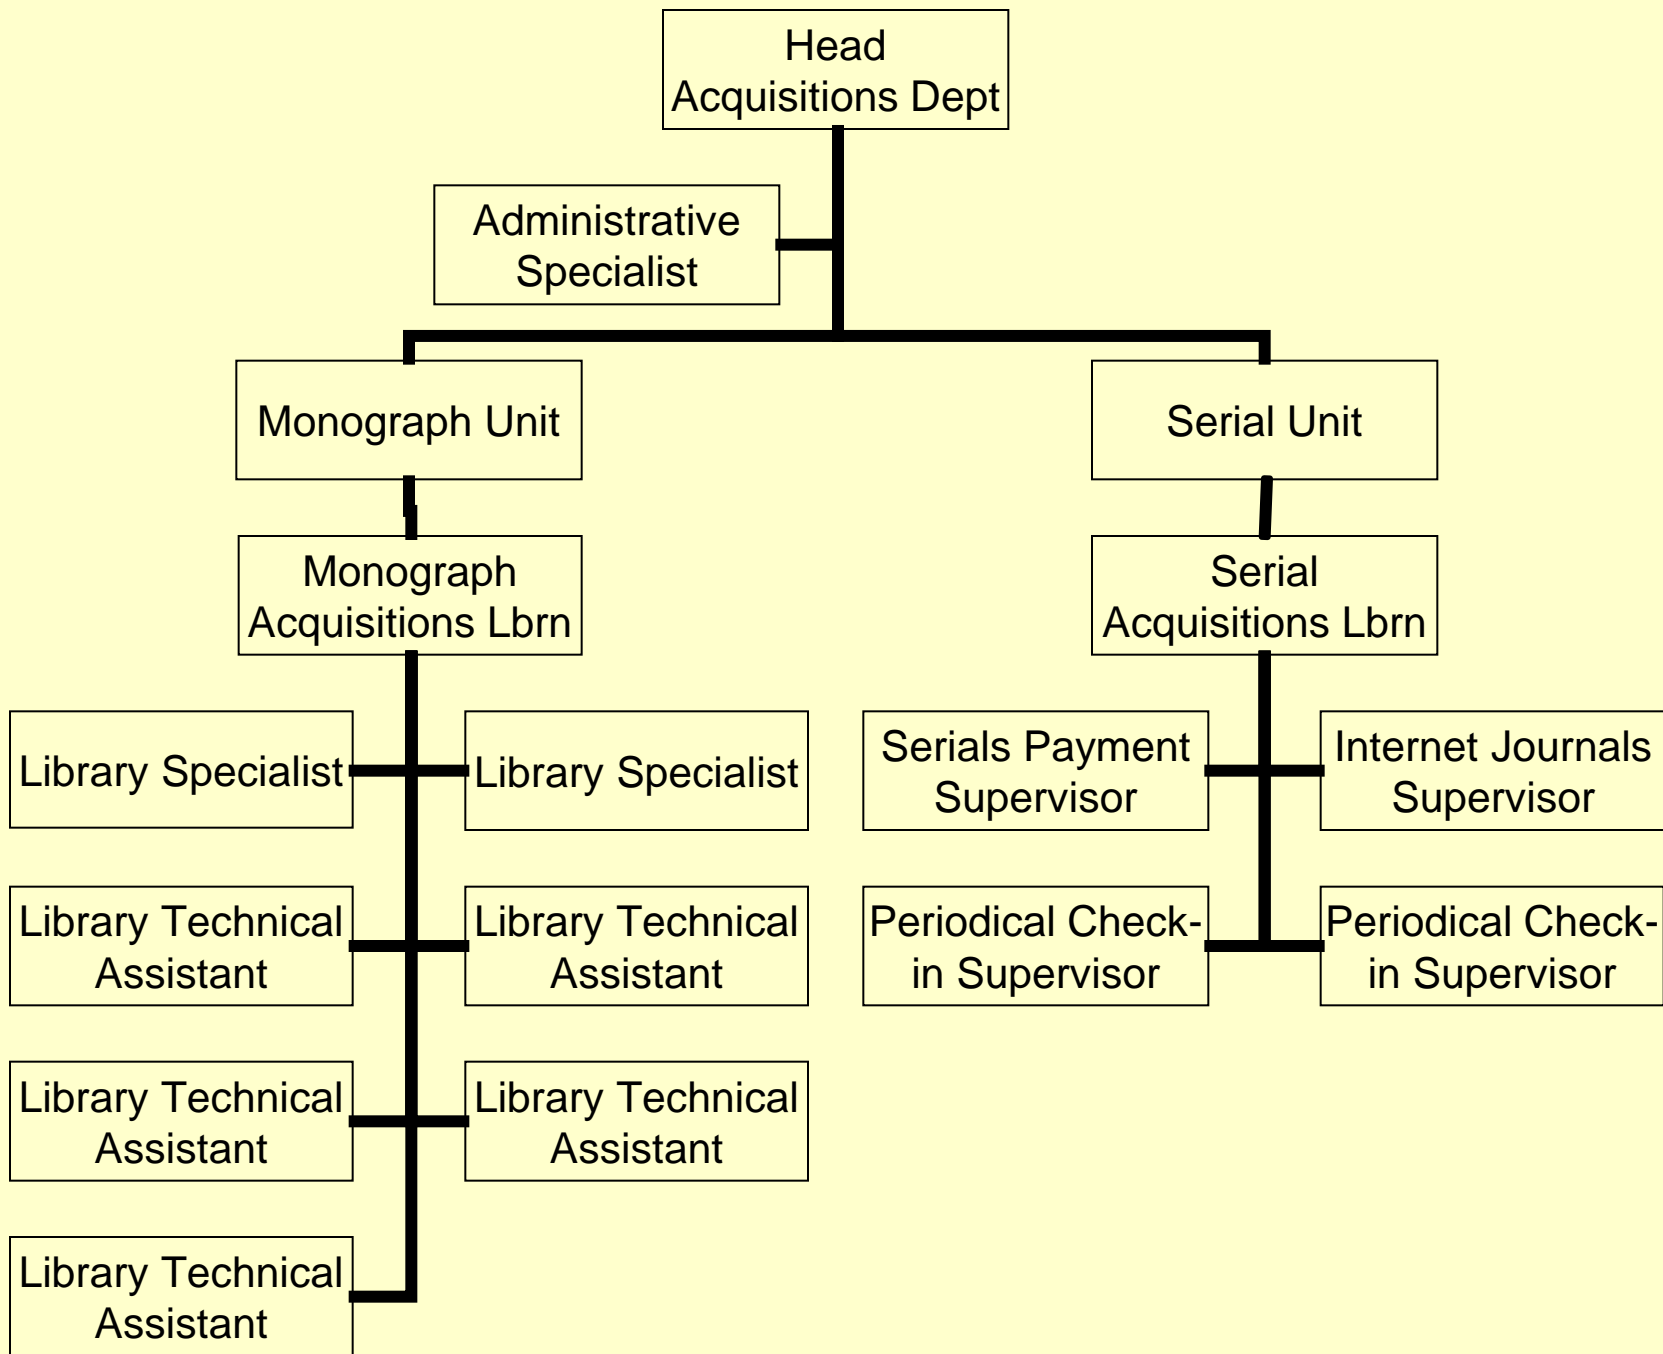 Head
Acquisitions Dept
Administrative
Specialist
Monograph Unit
Serial Unit
Monograph
Acquisitions Lbrn
Serial
Acquisitions Lbrn
Library Specialist
Library Specialist
Serials Payment
Supervisor
Internet Journals
Supervisor
Library Technical
Assistant
Library Technical
Assistant
Periodical Check-
in Supervisor
Periodical Check-
in Supervisor
Library Technical
Assistant
Library Technical
Assistant
Library Technical
Assistant